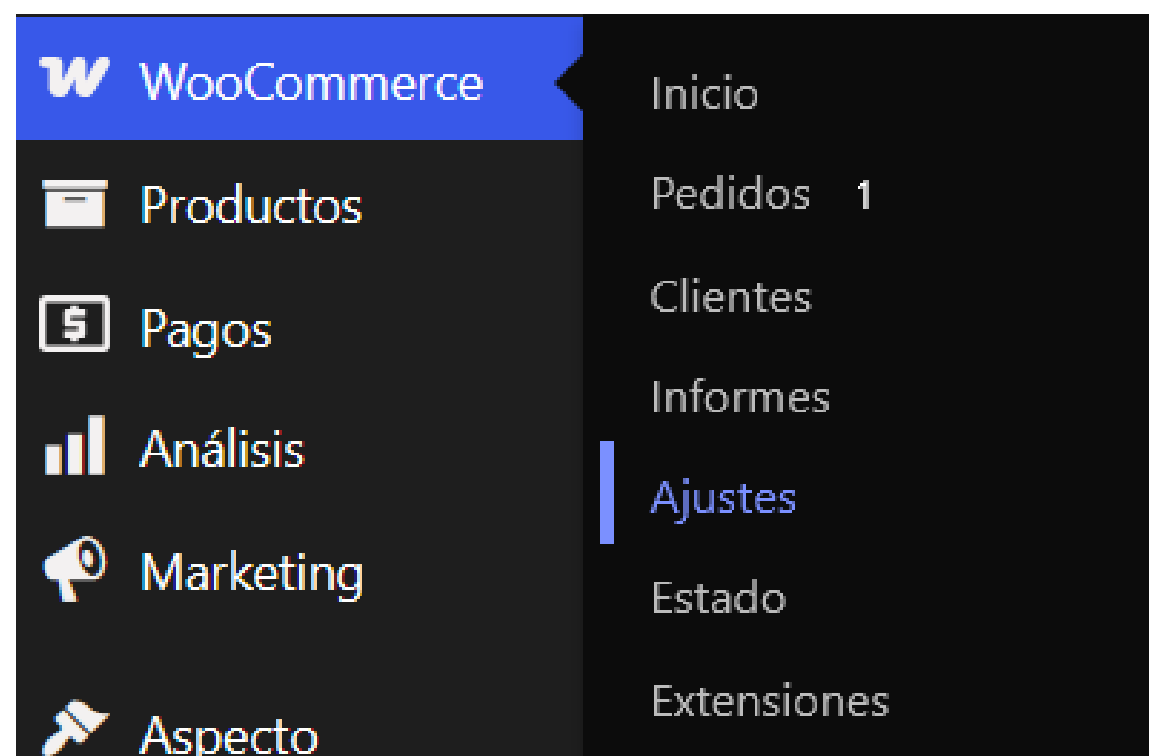 WooCommerce
Productos
Pagos
Análisis
Marketing
Aspecto
Inicio
Pedidos 1
Clientes
Informes
Ajustes
Estado
Extensiones